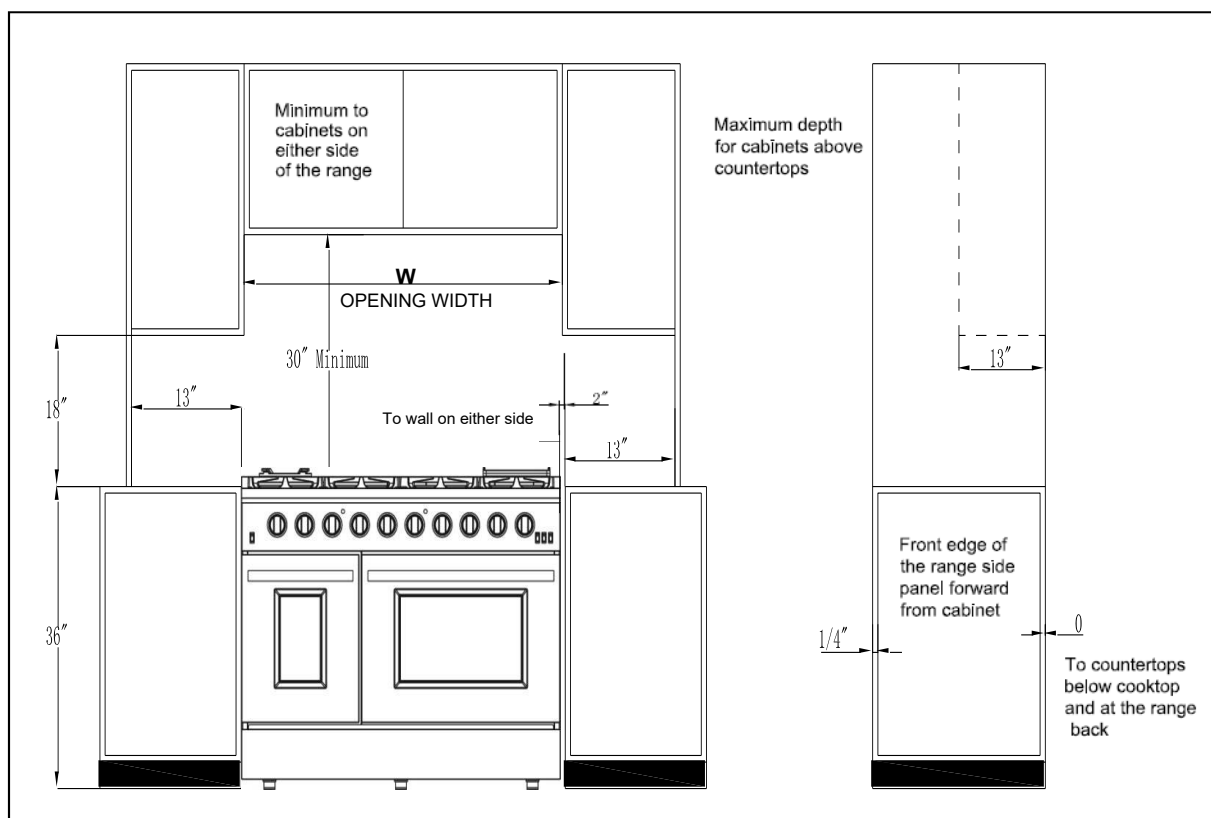 Minimum to
cabinets on
either side
of the range
Maximum depth
for cabinets above
countertops
W
OPENING WIDTH
30" Minimum
13"
18"
13"
2"
To wall on either side
13"
Front edge of
the range side
panel forward
from cabinet
36"
1/4"
0
To countertops
below cooktop
and at the range
back